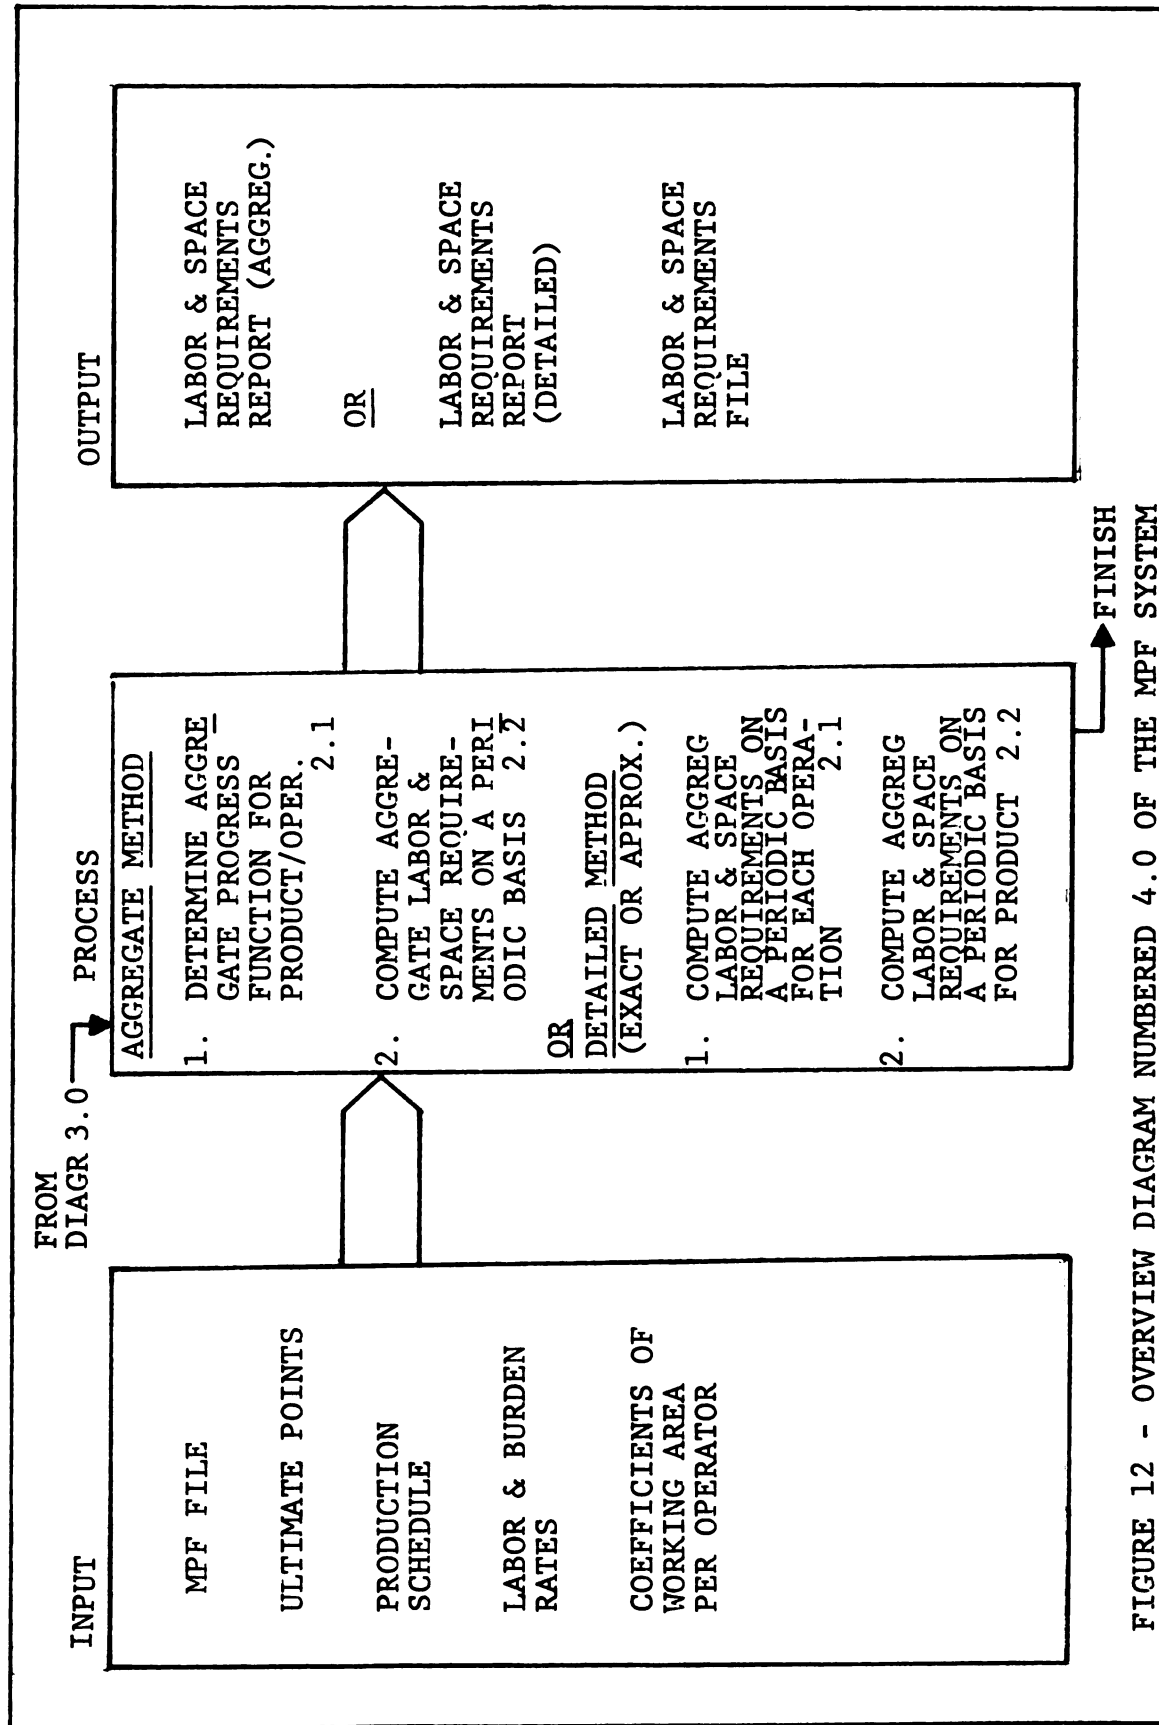 INPUT
MPF FILE
ULTIMATE POINTS
PRODUCTION
SCHEDULE
LABOR & BURDEN
RATES
COEFFICIENTS OF
WORKING AREA
PER OPERATOR
FROM
DIAGR 3.0
PROCESS
AGGREGATE METHOD
1. DETERMINE AGGRE-
GATE PROGRESS
FUNCTION FOR
PRODUCT/OPER.
2.1
2. COMPUTE AGGRE-
GATE LABOR &
SPACE REQUIRE-
MENTS ON A PERI-
ODIC BASIS 2.2
OR
DETAILED METHOD
(EXACT OR APPROX.)
1. COMPUTE AGGREG
LABOR & SPACE
REQUIREMENTS ON
A PERIODIC BASIS
FOR EACH OPERA-
TION 2.1
2. COMPUTE AGGREG
LABOR & SPACE
REQUIREMENTS ON
A PERIODIC BASIS
FOR PRODUCT 2.2
FINISH
OUTPUT
LABOR & SPACE
REQUIREMENTS
REPORT (AGGREG.)
OR
LABOR & SPACE
REQUIREMENTS
REPORT
(DETAILED)
LABOR & SPACE
REQUIREMENTS
FILE
FIGURE 12 - OVERVIEW DIAGRAM NUMBERED 4.0 OF THE MPF SYSTEM